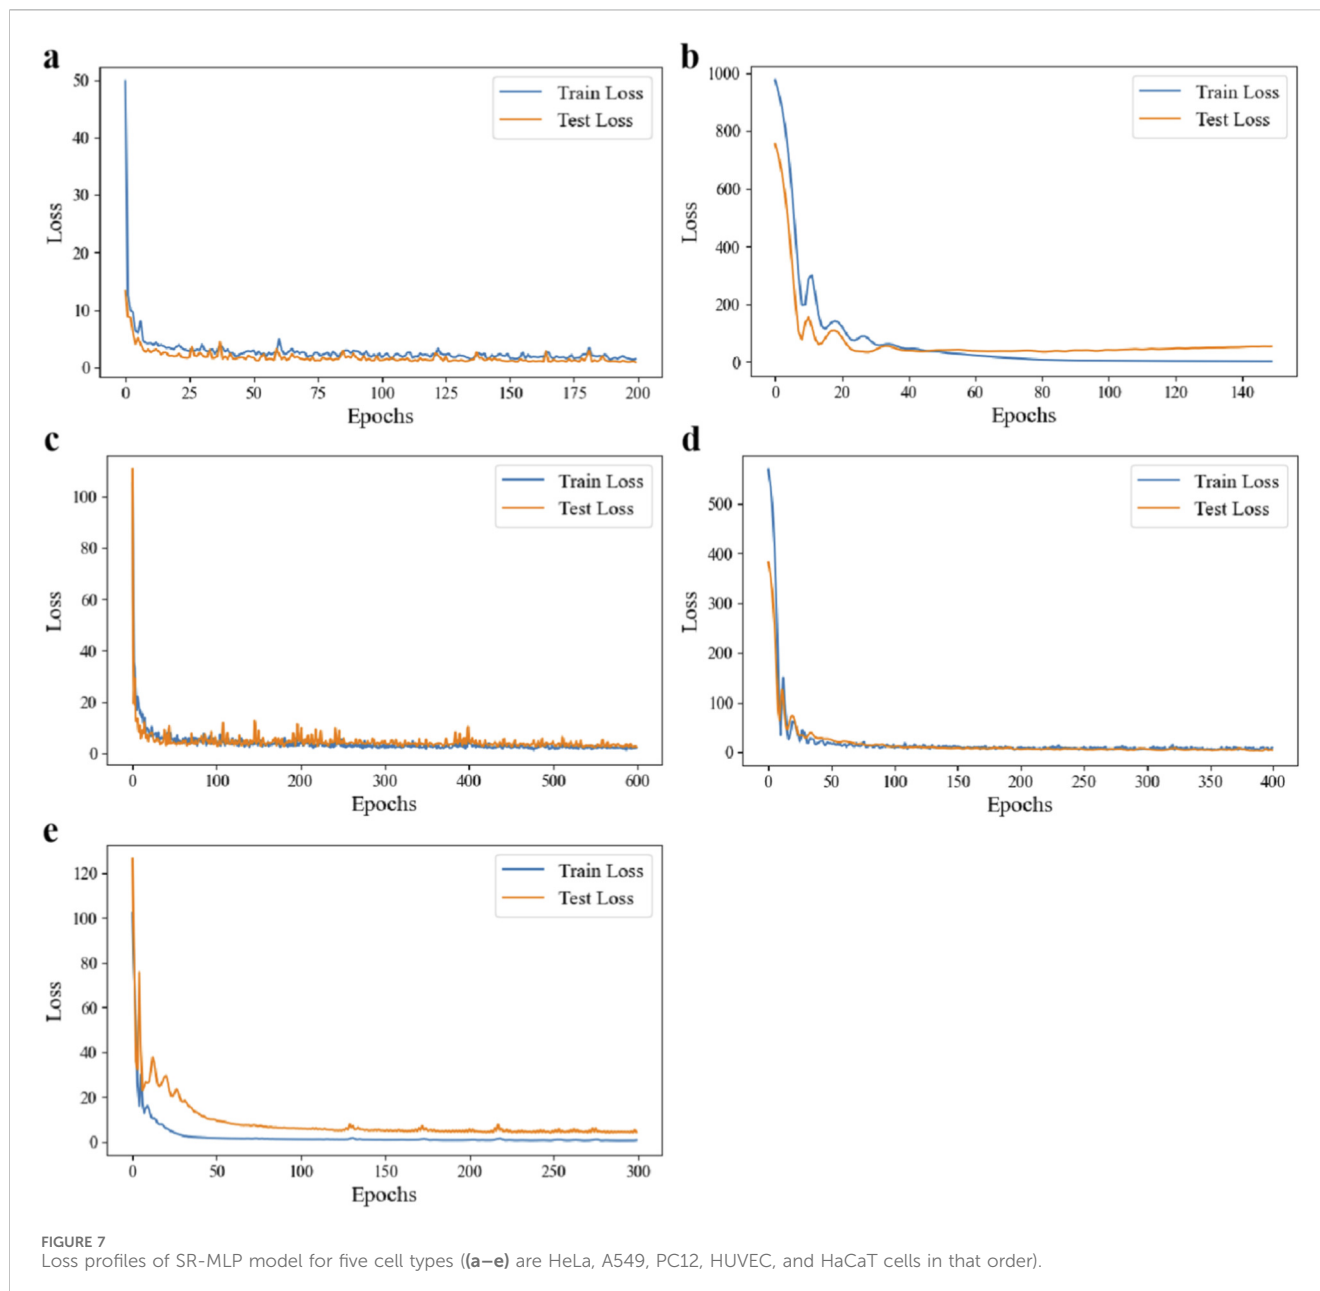 a
50
40
30
20
10
0
Loss
Train Loss
Test Loss
0 25 50 75 100 125 150 175 200
Epochs
b
1000
800
600
400
200
0
Loss
Train Loss
Test Loss
0 20 40 60 80 100 120 140
Epochs
c
100
80
60
40
20
0
Loss
Train Loss
Test Loss
0 100 200 300 400 500 600
Epochs
d
500
400
300
200
100
0
Loss
Train Loss
Test Loss
0 50 100 150 200 250 300 350 400
Epochs
e
120
100
80
60
40
20
0
Loss
Train Loss
Test Loss
0 50 100 150 200 250 300
Epochs
FIGURE 7
Loss profiles of SR-MLP model for five cell types ((a–e) are HeLa, A549, PC12, HUVEC, and HaCaT cells in that order).